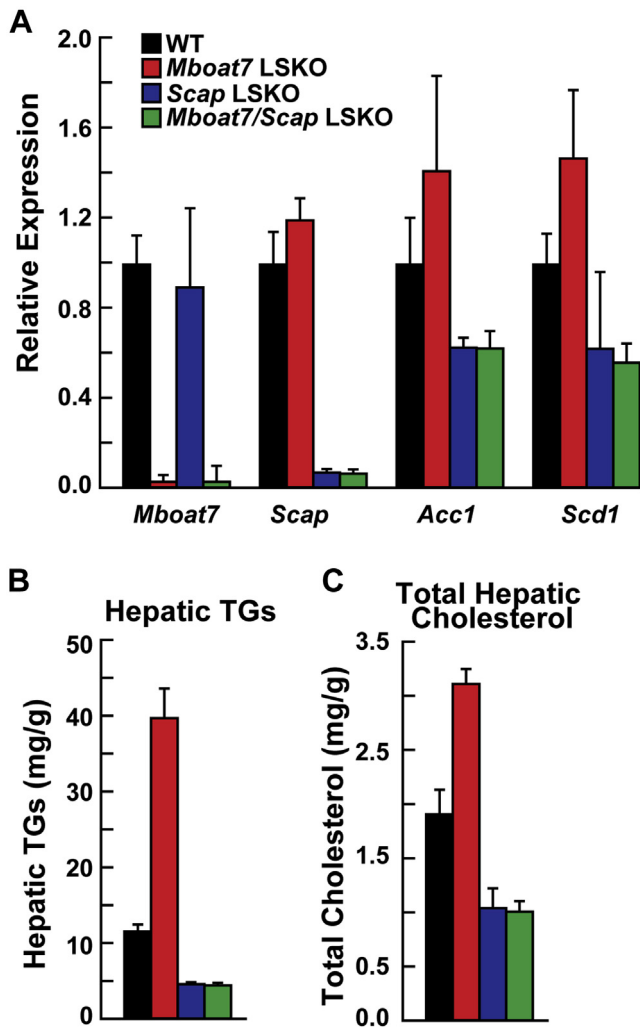 A
WT
Mboat7 LSKO
Scap LSKO
Mboat7/Scap LSKO
Relative Expression
2.0
1.6
1.2
0.8
0.4
0.0
Mboat7 Scap Acc1 Scd1
B
Hepatic TGs
Hepatic TGs (mg/g)
50
40
30
20
10
0
C
Total Hepatic
Cholesterol
Total Cholesterol (mg/g)
3.5
2.5
1.5
0.5
0.0